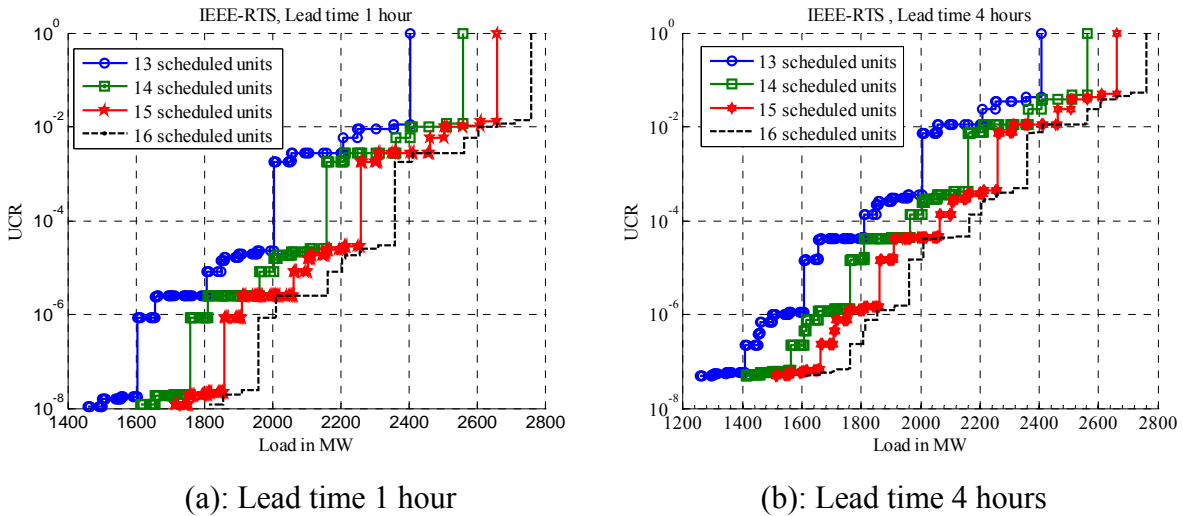 IEEE-RTS, Lead time 1 hour
10^0
10^-2
10^-4
10^-6
10^-8
UCR
13 scheduled units
14 scheduled units
15 scheduled units
16 scheduled units
1400 1600 1800 2000 2200 2400 2600 2800
Load in MW
(a): Lead time 1 hour
IEEE-RTS , Lead time 4 hours
10^0
10^-2
10^-4
10^-6
10^-8
UCR
13 scheduled units
14 scheduled units
15 scheduled units
16 scheduled units
1200 1400 1600 1800 2000 2200 2400 2600 2800
Load in MW
(b): Lead time 4 hours